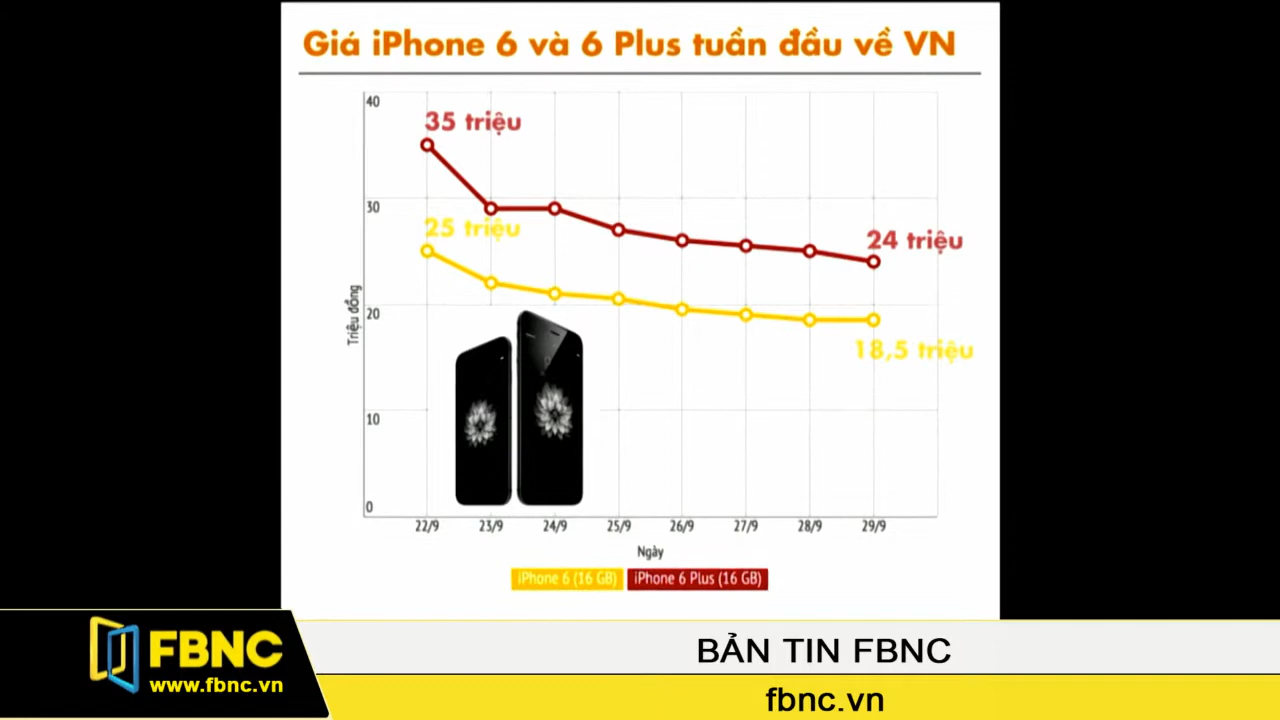 Giá iPhone 6 và 6 Plus tuần đầu về VN
40
35 triệu
30
25 triệu
24 triệu
20
Triệu đồng
18,5 triệu
10
0
22/9 23/9 24/9 25/9 26/9 27/9 28/9 29/9
Ngày
iPhone 6 (16 GB) iPhone 6 Plus (16 GB)
FBNC
www.fbnc.vn
BẢN TIN FBNC
fbnc.vn